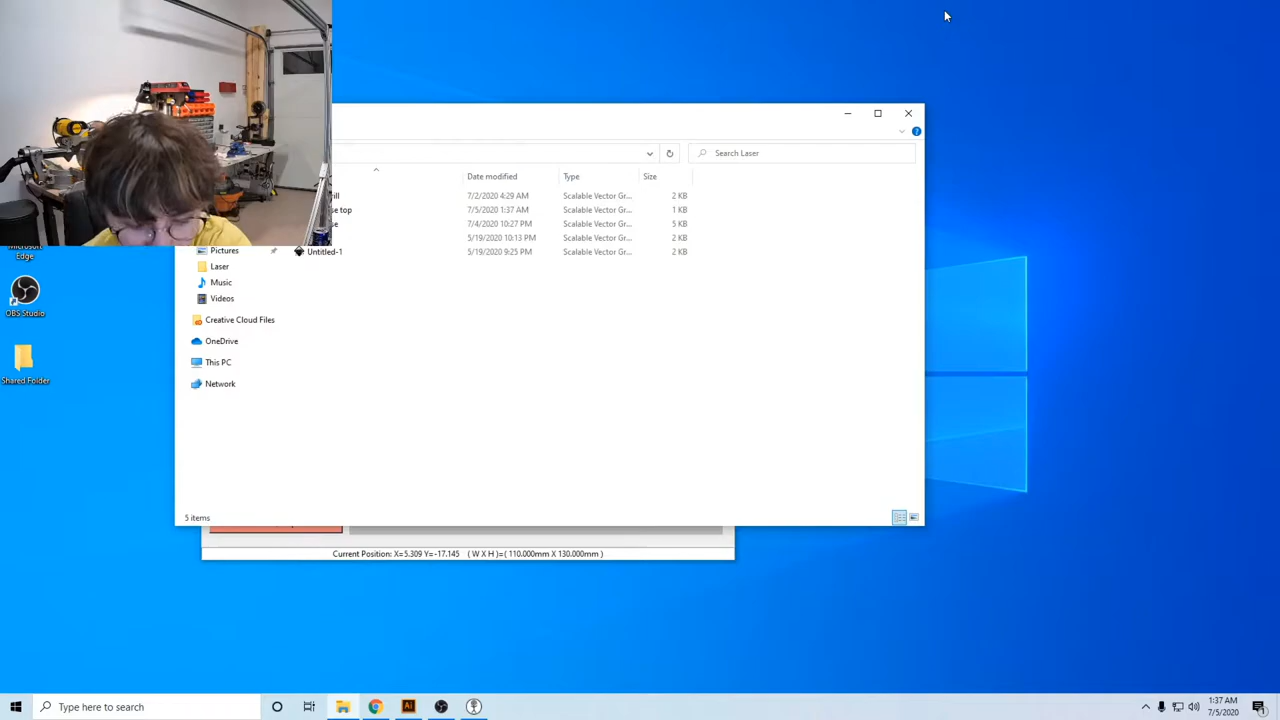 Search Laser
Date modified Type Size
7/2/2020 4:29 AM Scalable Vector Gr... 2 KB
top 7/5/2020 1:37 AM Scalable Vector Gr... 1 KB
7/4/2020 10:27 PM Scalable Vector Gr... 5 KB
5/19/2020 10:13 PM Scalable Vector Gr... 2 KB
Untitled-1 5/19/2020 9:25 PM Scalable Vector Gr... 2 KB
Pictures
Laser
Music
Videos
Creative Cloud Files
OneDrive
This PC
Network
5 items
Edge
OBS Studio
Shared Folder
Current Position: X=5.309 Y=-17.145 ( W X H )=( 110.000mm X 130.000mm )
Type here to search
Ai
1:37 AM
7/5/2020
1